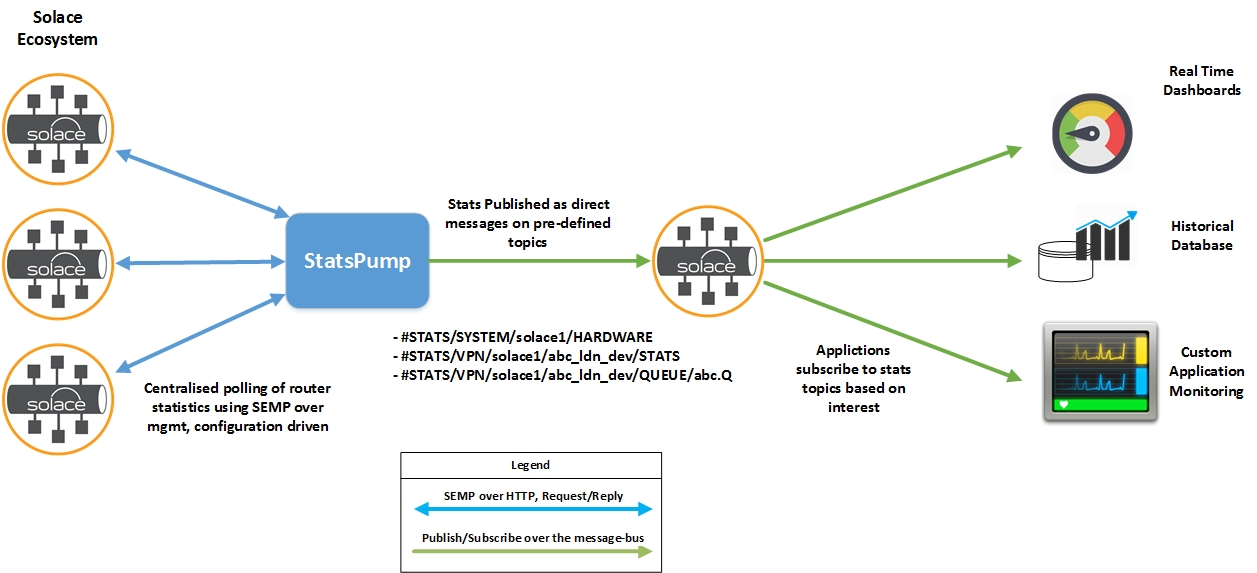 Solace
Ecosystem
solace
solace
solace
StatsPump
Centralised polling of router
statistics using SEMP over
mgmt, configuration driven
Stats Published as direct
messages on pre-defined
topics
- #STATS/SYSTEM/solace1/HARDWARE
- #STATS/VPN/solace1/abc_ldn_dev/STATS
- #STATS/VPN/solace1/abc_ldn_dev/QUEUE/abc.Q
solace
Applictions
subscribe to stats
topics based on
interest
Real Time
Dashboards
Historical
Database
Custom
Application
Monitoring
Legend
SEMP over HTTP, Request/Reply
Publish/Subscribe over the message-bus